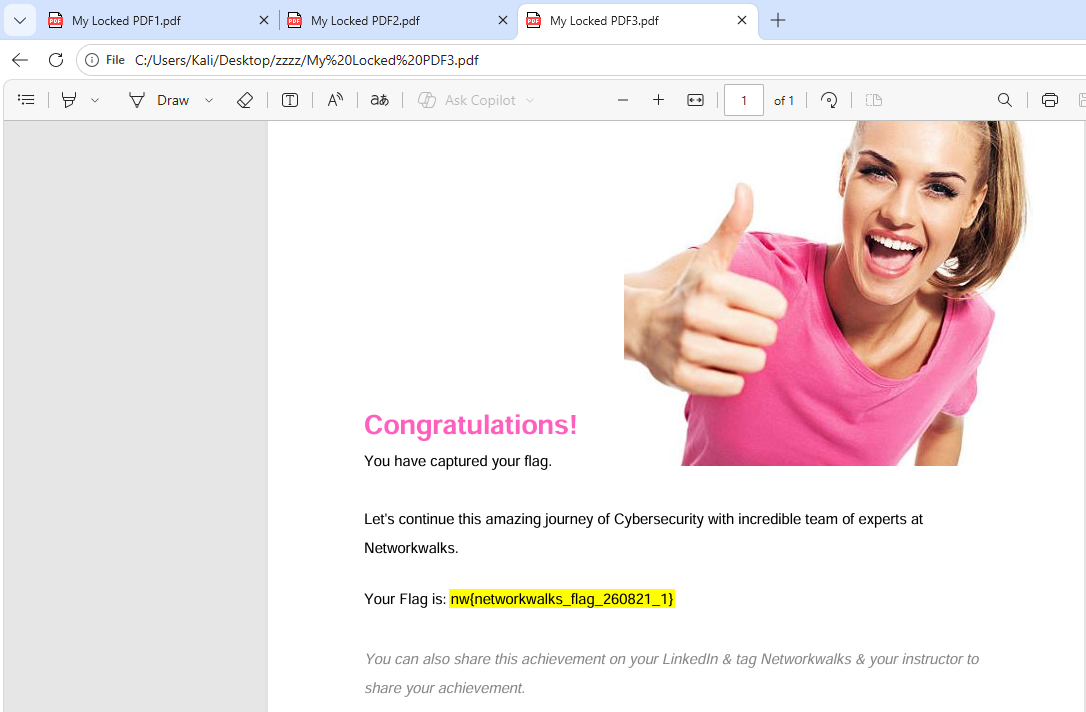 My Locked PDF1.pdf
My Locked PDF2.pdf
My Locked PDF3.pdf
File C:/Users/Kali/Desktop/zzzz/My%20Locked%20PDF3.pdf
Draw
T
A
aあ
Ask Copilot
1 of 1
Congratulations!
You have captured your flag.
Let's continue this amazing journey of Cybersecurity with incredible team of experts at
Networkwalks.
Your Flag is: nw{networkwalks_flag_260821_1}
You can also share this achievement on your LinkedIn & tag Networkwalks & your instructor to
share your achievement.